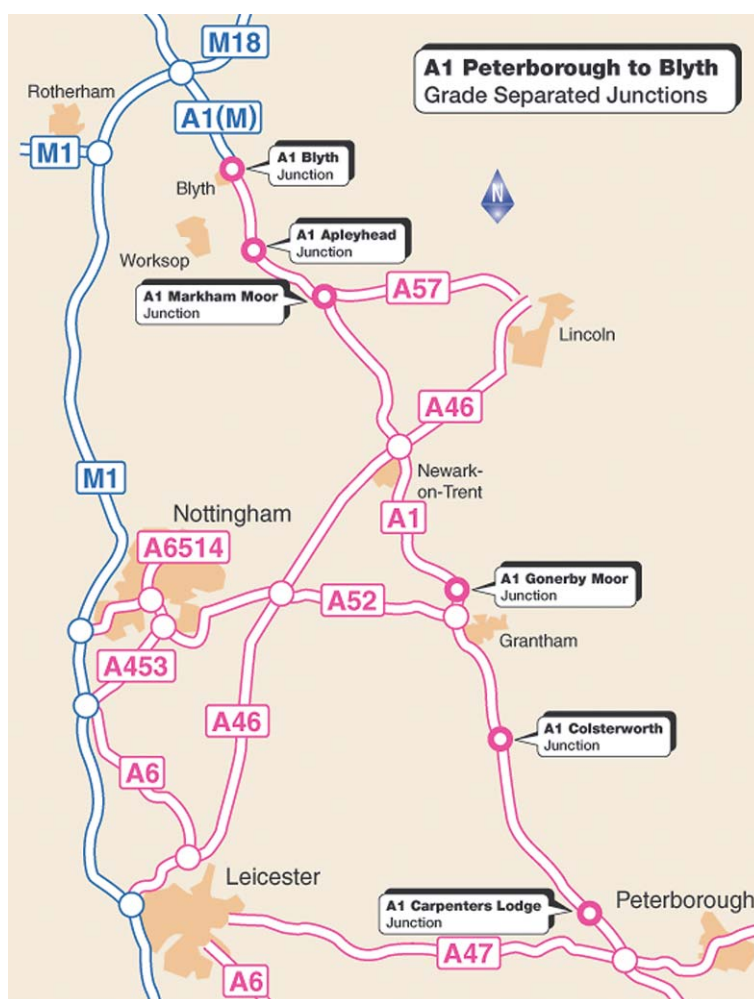 M18
A1 Peterborough to Blyth
Grade Separated Junctions
Rotherham
A1(M)
M1
A1 Blyth
Junction
Blyth
N
A1 Apleyhead
Junction
Worksop
A57
A1 Markham Moor
Junction
Lincoln
A46
M1
Newark-
on-Trent
Nottingham
A1
A6514
A1 Gonerby Moor
Junction
A52
Grantham
A453
A46
A1 Colsterworth
Junction
A6
Leicester
A1 Carpenters Lodge
Junction
Peterborough
A47
A6